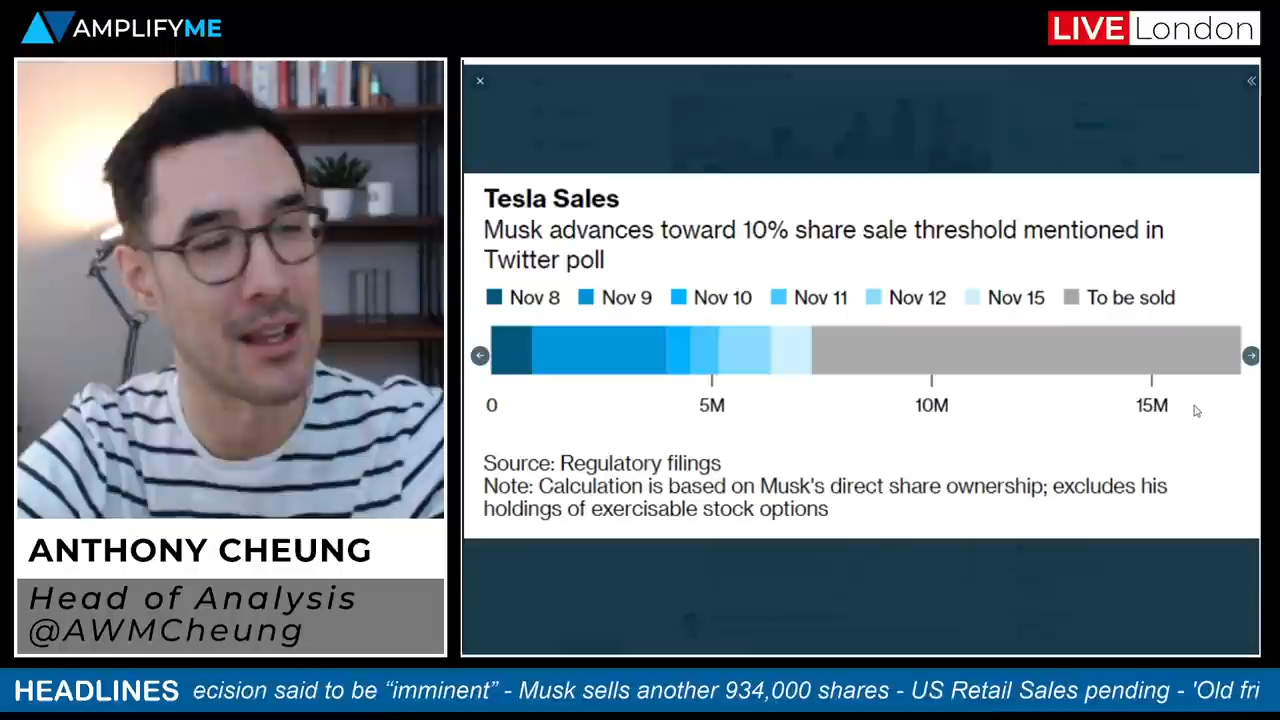 AMPLIFYME
LIVE London
Tesla Sales
Musk advances toward 10% share sale threshold mentioned in
Twitter poll
Nov 8 Nov 9 Nov 10 Nov 11 Nov 12 Nov 15 To be sold
0 5M 10M 15M
Source: Regulatory filings
Note: Calculation is based on Musk's direct share ownership; excludes his
holdings of exercisable stock options
ANTHONY CHEUNG
Head of Analysis
@AWMCheung
HEADLINES ecision said to be “imminent” - Musk sells another 934,000 shares - US Retail Sales pending - 'Old fri